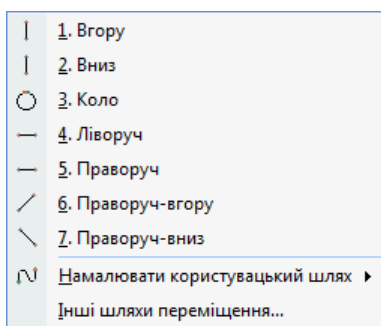 1. Вгору
2. Вниз
3. Коло
4. Ліворуч
5. Праворуч
6. Праворуч-вгору
7. Праворуч-вниз
Намалювати користувацький шлях
Інші шляхи переміщення...